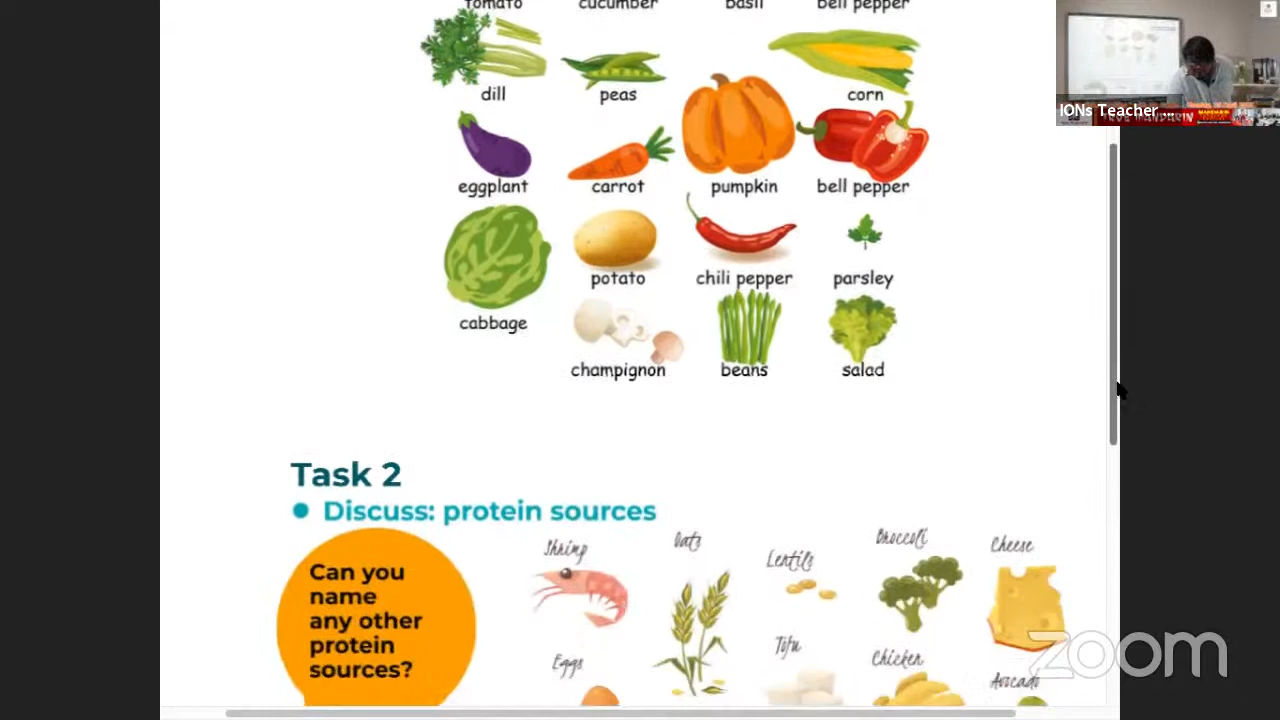 tomato cucumber basil bell pepper
dill peas corn
eggplant carrot pumpkin bell pepper
potato chili pepper parsley
cabbage
champignon beans salad
Task 2
Discuss: protein sources
Can you
name
any other
protein
sources?
Shrimp Oats Lentils Broccoli Cheese
Eggs Tofu Chicken Avocado
IONs Teacher ...
MANDARIN
zoom